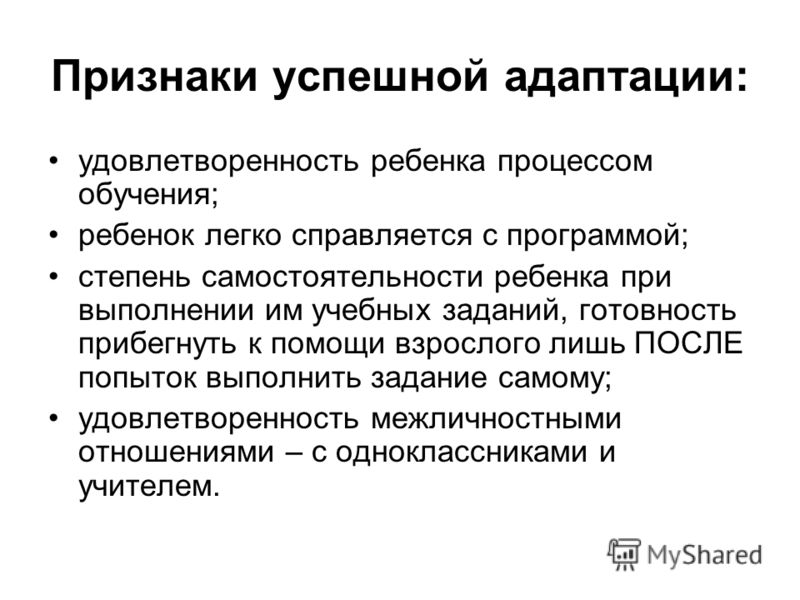 Признаки успешной адаптации:
• удовлетворенность ребенка процессом
обучения;
• ребенок легко справляется с программой;
• степень самостоятельности ребенка при
выполнении им учебных заданий, готовность
прибегнуть к помощи взрослого лишь ПОСЛЕ
попыток выполнить задание самому;
• удовлетворенность межличностными
отношениями – с одноклассниками и
учителем.
MyShared